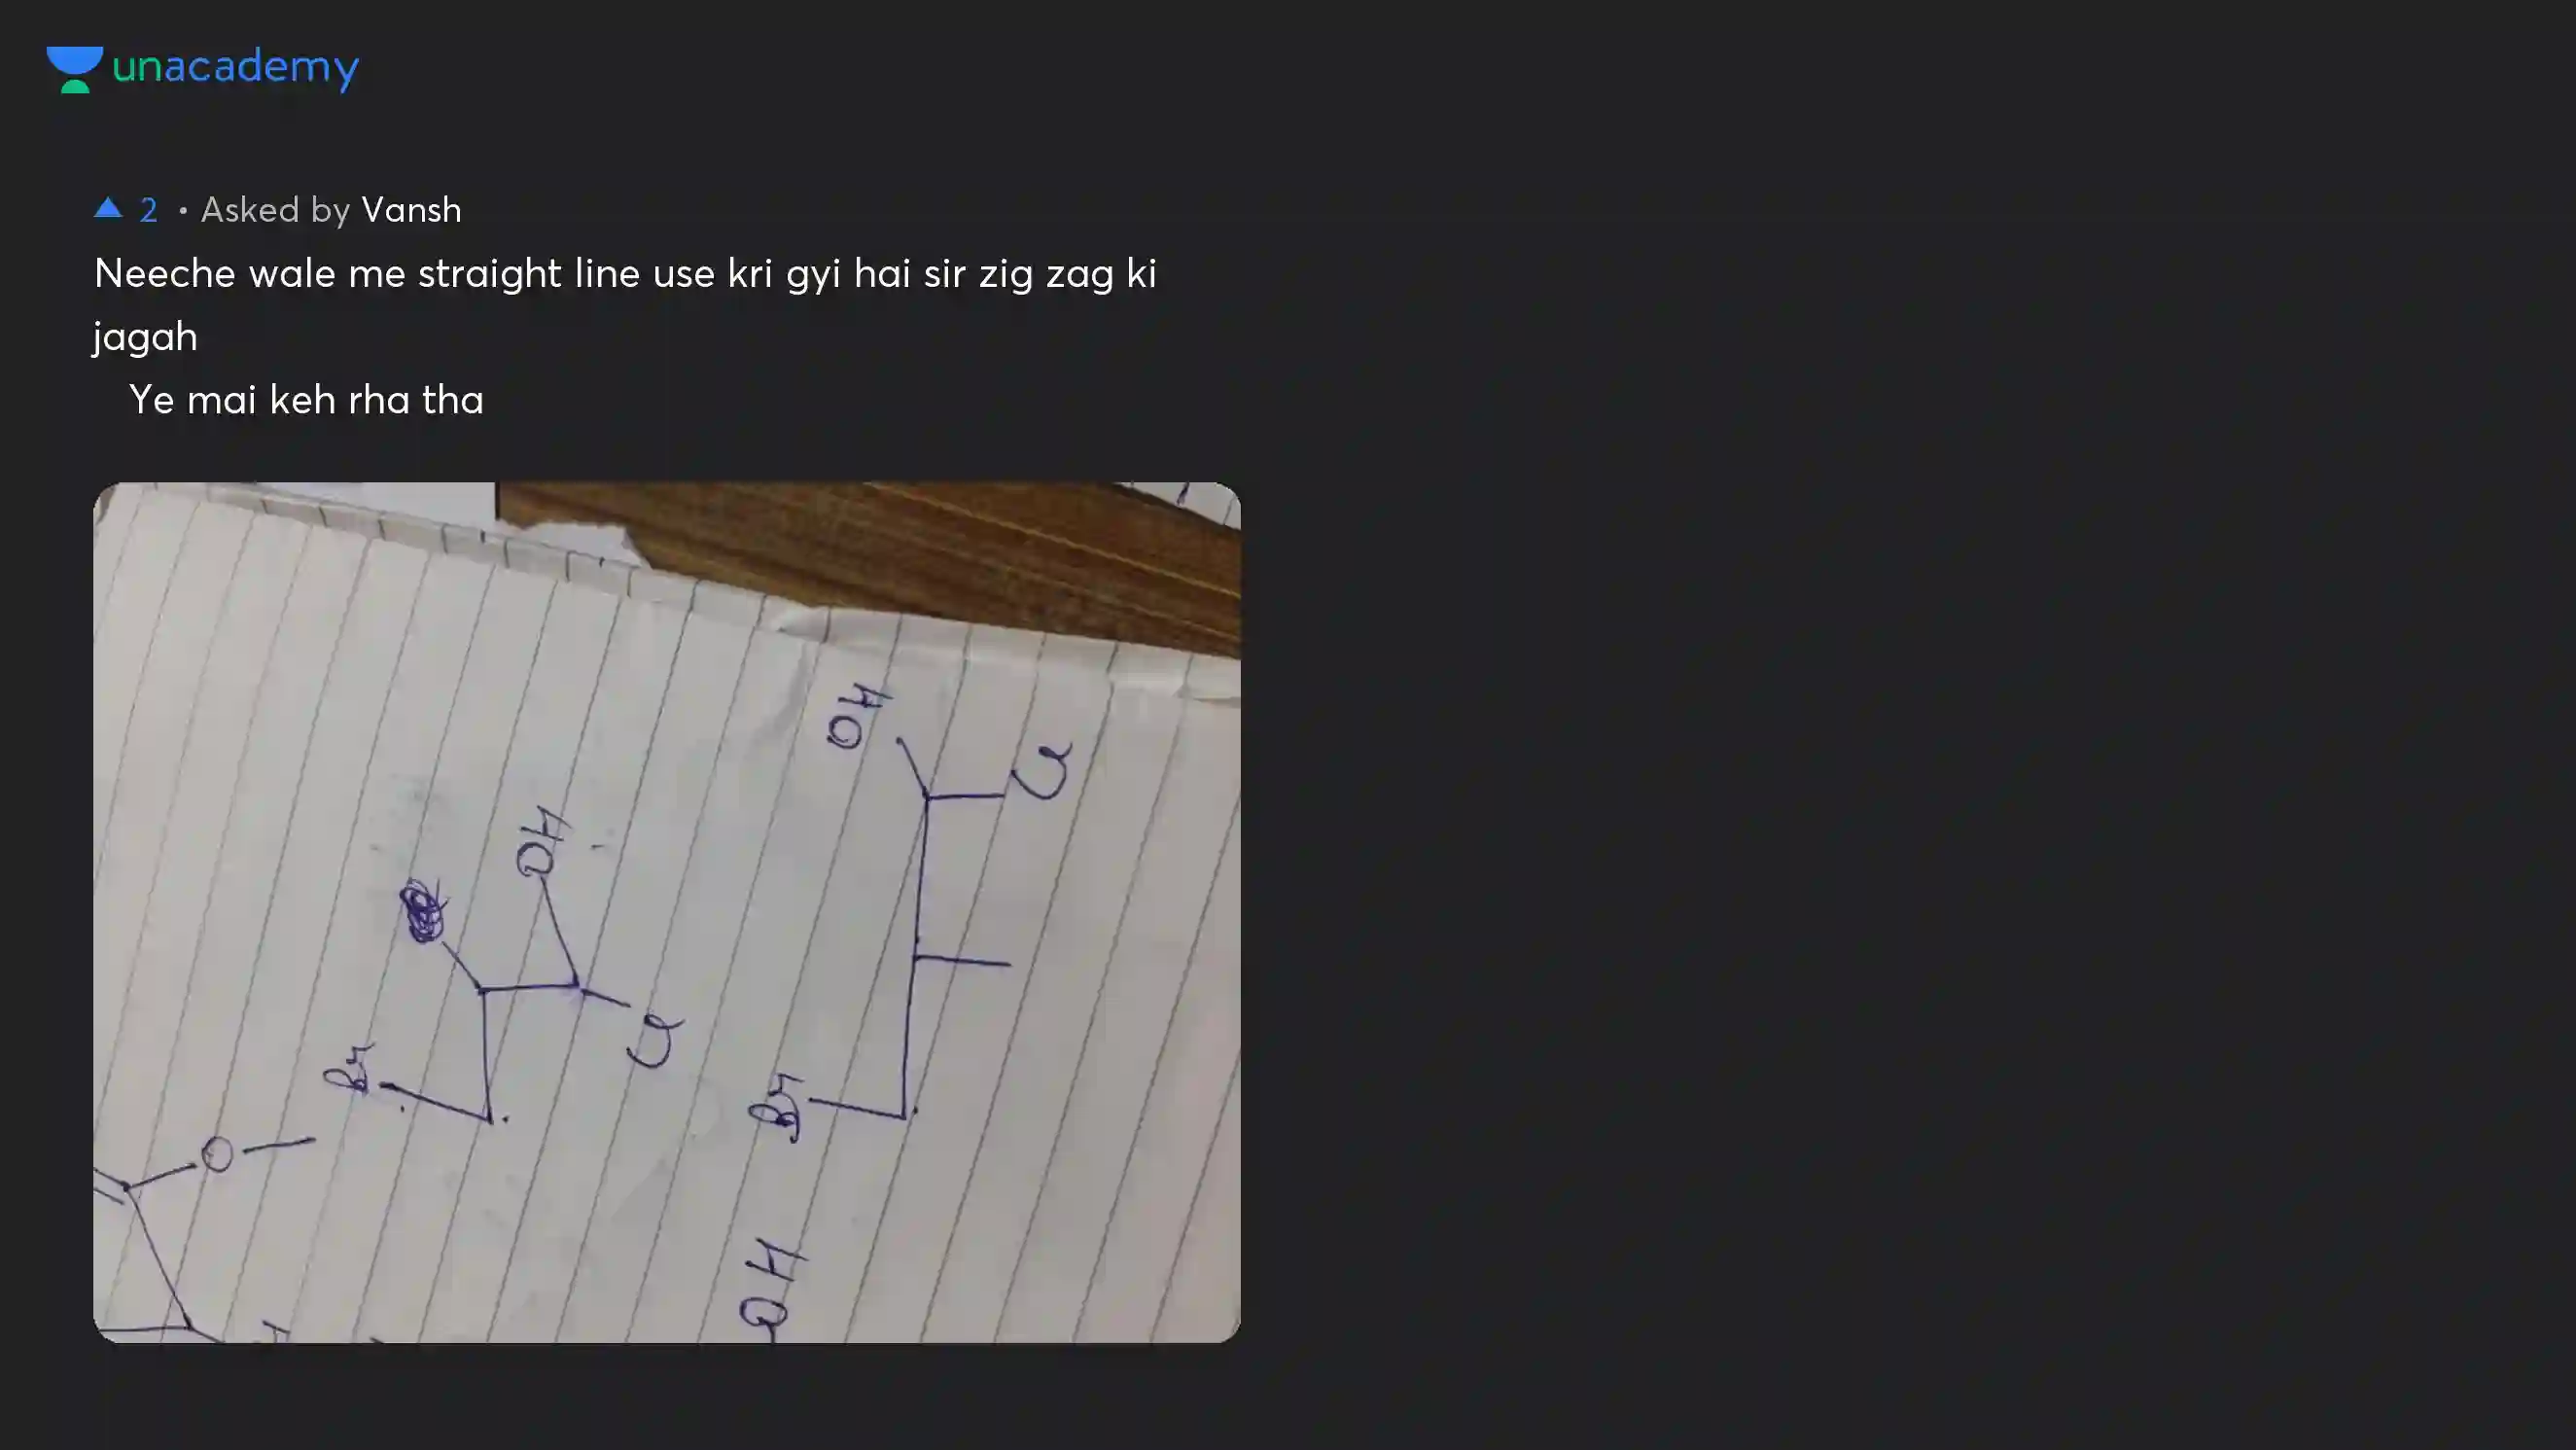 unacademy
2 • Asked by Vansh
Neeche wale me straight line use kri gyi hai sir zig zag ki
jagah
Ye mai keh rha tha
OH
Cl
OH
Br
Cl
Br
O
OH